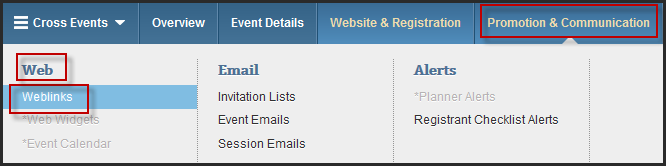 Cross Events Overview Event Details Website & Registration Promotion & Communication
Web Email Alerts
Weblinks Invitation Lists *Planner Alerts
*Web Widgets Event Emails Registrant Checklist Alerts
*Event Calendar Session Emails